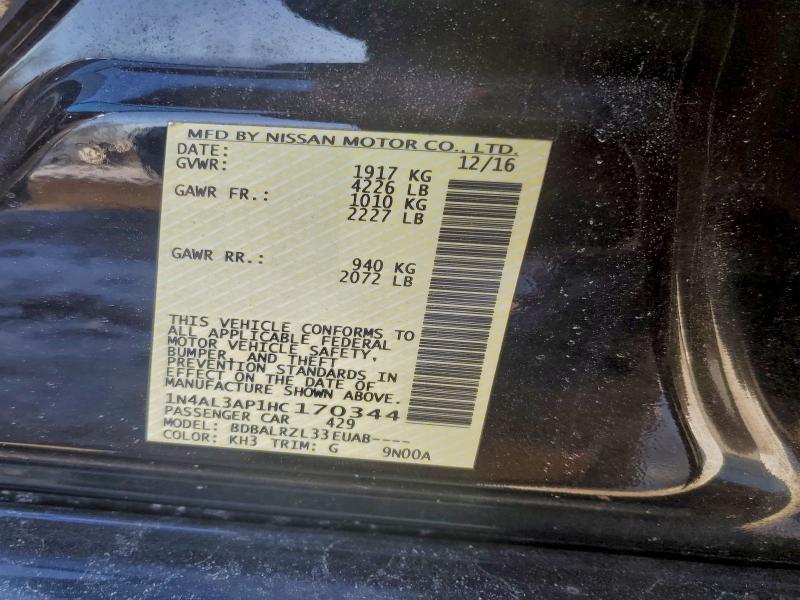 MFD BY NISSAN MOTOR CO., LTD.
DATE: 12/16
GVWR: 1917 KG
4226 LB
GAWR FR.: 1010 KG
2227 LB
GAWR RR.: 940 KG
2072 LB
THIS VEHICLE CONFORMS TO
ALL APPLICABLE FEDERAL
MOTOR VEHICLE SAFETY,
BUMPER, AND THEFT
PREVENTION STANDARDS IN
EFFECT ON THE DATE OF
MANUFACTURE SHOWN ABOVE.
1N4AL3AP1HC170344
PASSENGER CAR 429
MODEL: BDBALRZL33EUAB----
COLOR: KH3 TRIM: G 9N00A